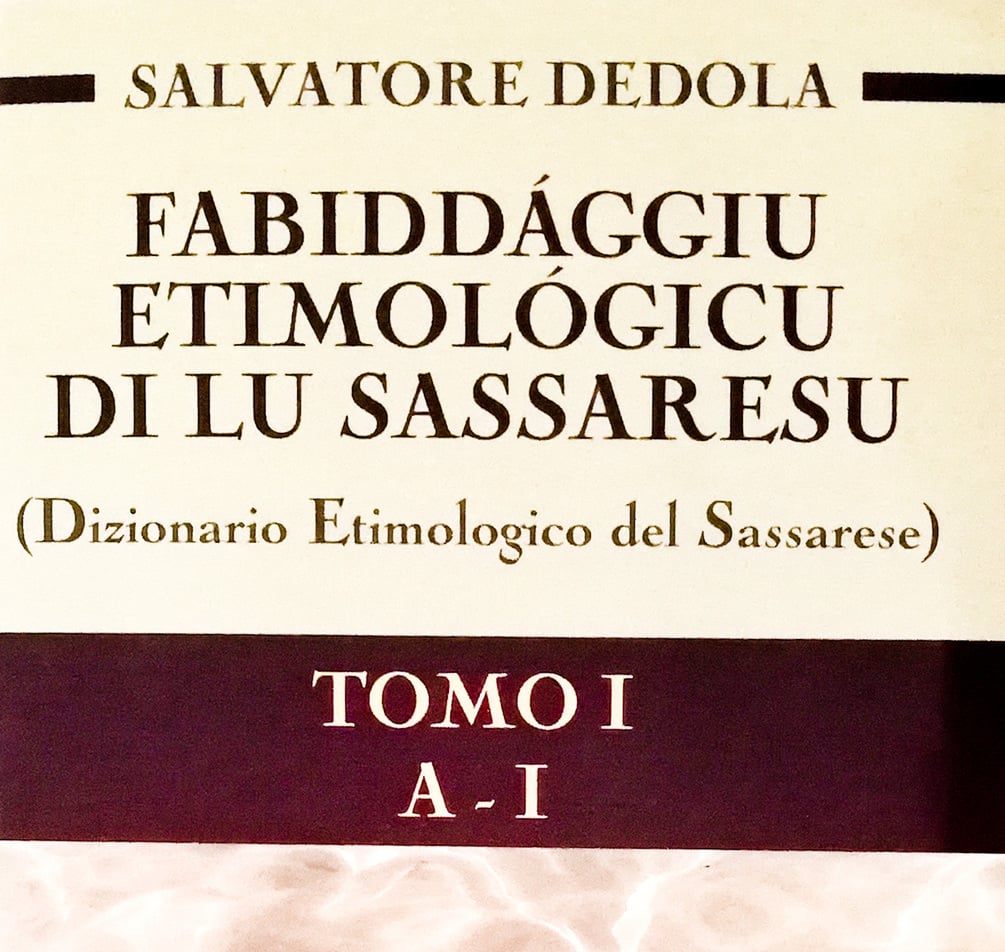 SALVATORE DEDOLA
FABIDDÁGGIU
ETIMOLÓGICU
DI LU SASSARESU
(Dizionario Etimologico del Sassarese)
TOMO I
A - I